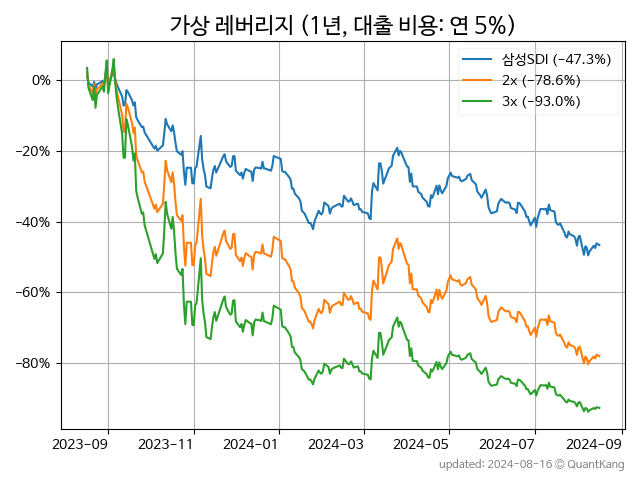 가상 레버리지 (1년, 대출 비용: 연 5%)
삼성SDI (−47.3%)
2x (−78.6%)
3x (−93.0%)
0%
−20%
−40%
−60%
−80%
2023-09 2023-11 2024-01 2024-03 2024-05 2024-07 2024-09
updated: 2024-08-16 © QuantKang